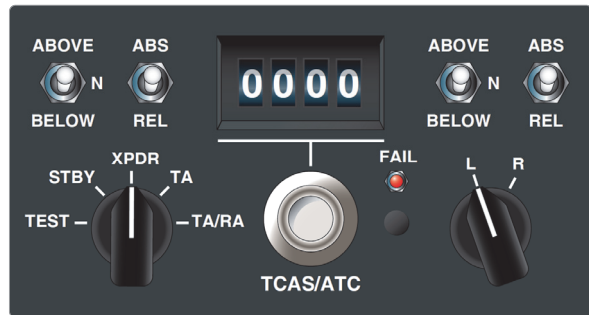 ABOVE ABS ABOVE ABS
0000
N N
BELOW REL BELOW REL
XPDR FAIL
STBY TA L R
TEST TA/RA
TCAS/ATC